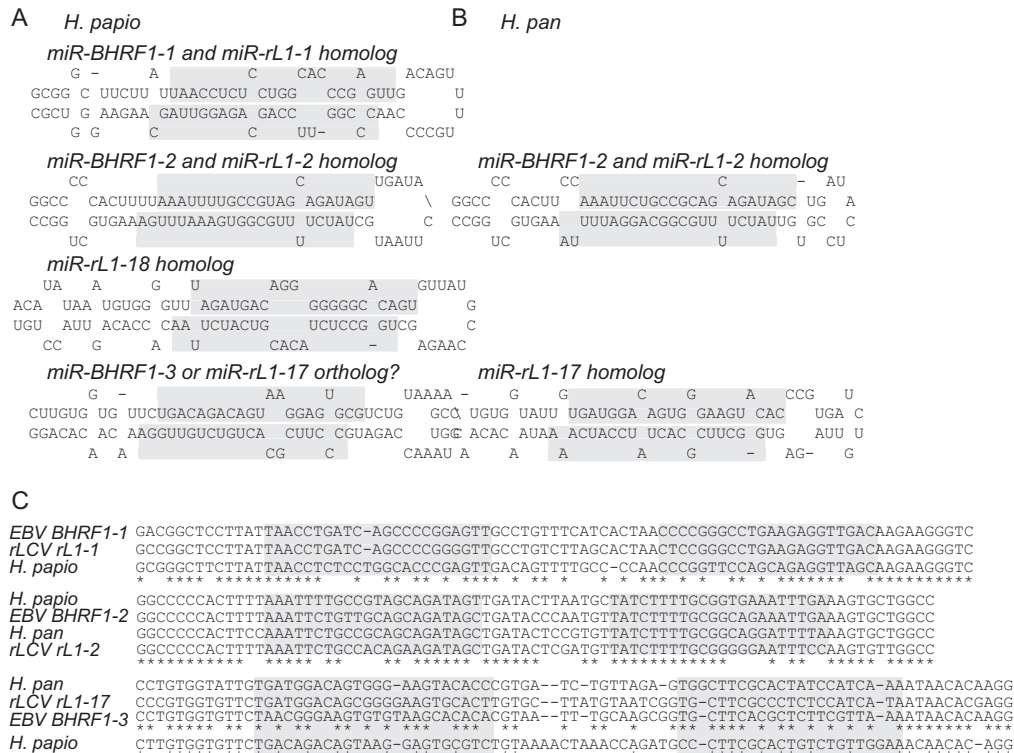 A H. papio B H. pan
miR-BHRF1-1 and miR-rL1-1 homolog
G - A C CAC A ACAGU
GCGG C UUCUU UUAACCUCU CUGG CCG GUUG U
CGCU G AAGAA GAUUGGAGA GACC GGC CAAC U
G G C C UU- C CCCGU
miR-BHRF1-2 and miR-rL1-2 homolog miR-BHRF1-2 and miR-rL1-2 homolog
CC C UGAUA CC CC C - AU
GGCC CACUUUUAAAUUUUGCCGUAG AGAUAGU \ GGCC CACUU AAAUUCUGCCGCAG AGAUAGC UG A
CCGG GUGAAAGUUUAAAGUGGCGUU UCUAUCG C CCGG GUGAA UUUAGGACGGCGUU UCUAUUG GC C
UC U UAAUU UC AU U U CU
miR-rL1-18 homolog
UA A G U AGG A GUUAU
ACA UAA UGUGG GUU AGAUGAC GGGGGC CAGU G
UGU AUU ACACC CAA UCUACUG UCUCCG GUCG C
CC G A U CACA - AGAAC
miR-BHRF1-3 or miR-rL1-17 ortholog? miR-rL1-17 homolog
G - AA U UAAAA - G G C G A CCG U
CUUGUG UG UUCUGACAGACAGU GGAG GCGUCUG \ GCC UGUG UAUU UGAUGGA AGUG GAAGU CAC UGA C
GGACAC AC AAGGUUGUCUGUCA CUUC CGUAGAC C UGG ACAC AUAA ACUACCU UCAC CUUCG GUG AUU U
A A CG C CAAAU A A A A A G - AG- G
C
EBV BHRF1-1 GACGGCTCCTTATTAACCTGATC-AGCCCCGGAGTTGCCTGTTTCATCACTAACCCCGGGCCTGAAGAGGTTGACAAGAAGGGTC
rLCV rL1-1 GCCGGCTCCTTATTAACCTGATC-AGCCCCGGGGTTGCCTGTCTTAGCACTAACTCCGGGCCTGAAGAGGTTGACAAGAAGGGTC
H. papio GCGGGCTTCTTATTAACCTCTCCTGGCACCCGAGTTGACAGTTTTGCC-CCAACCCGGTTCCAGCAGAGGTTAGCAAGAAGGGTC
H. papio GGCCCCCACTTTTAAATTTTGCCGTAGCAGATAGTTGATACTTAATGCTATCTTTTGCGGTGAAATTTGAAAGTGCTGGCC
EBV BHRF1-2 GGCCCCCACTTTTAAATTCTGTTGCAGCAGATAGCTGATACCCAATGTTATCTTTTGCGGCAGAAATTGAAAGTGCTGGCC
H. pan GGCCCCCACTTCCAAATTCTGCCGCAGCAGATAGCTGATACTCCGTGTTATCTTTTGCGGCAGGATTTTAAAGTGCTGGCC
rLCV rL1-2 GGCCCCCACTTTTAAATTCTGCCACAGAAGATAGCTGATACTCGATGTTATCTTTTGCGGGGGAATTTCCAAGTGTTGGCC
H. pan CCTGTGGTATTGTGATGGACAGTGGG-AAGTACACCCGTGA--TC-TGTTAGA-GTGGCTTCGCACTATCCATCA-AAATAACACAAGG
rLCV rL1-17 CCCGTGGTGTTCTGATGGACAGCGGGGAAGTGCACTTGTGC--TTATGTAATCGGTG-CTTCGCCCTCTCCATCA-TAATAACACGAGG
EBV BHRF1-3 CCTGTGGTGTTCTAACGGGAAGTGTGTAAGCACACACGTAA--TT-TGCAAGCGGTG-CTTCACGCTCTTCGTTA-AAATAACACAAGG
H. papio CTTGTGGTGTTCTGACAGACAGTAAG-GAGTGCGTCTGTAAAACTAAACCAGATGCC-CTTCGCACTGTCTGTTGGAAACAACAC-AGG